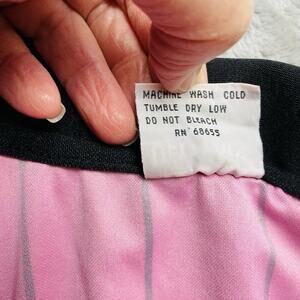 MACHINE WASH COLD
TUMBLE DRY LOW
DO NOT BLEACH
RN 68655